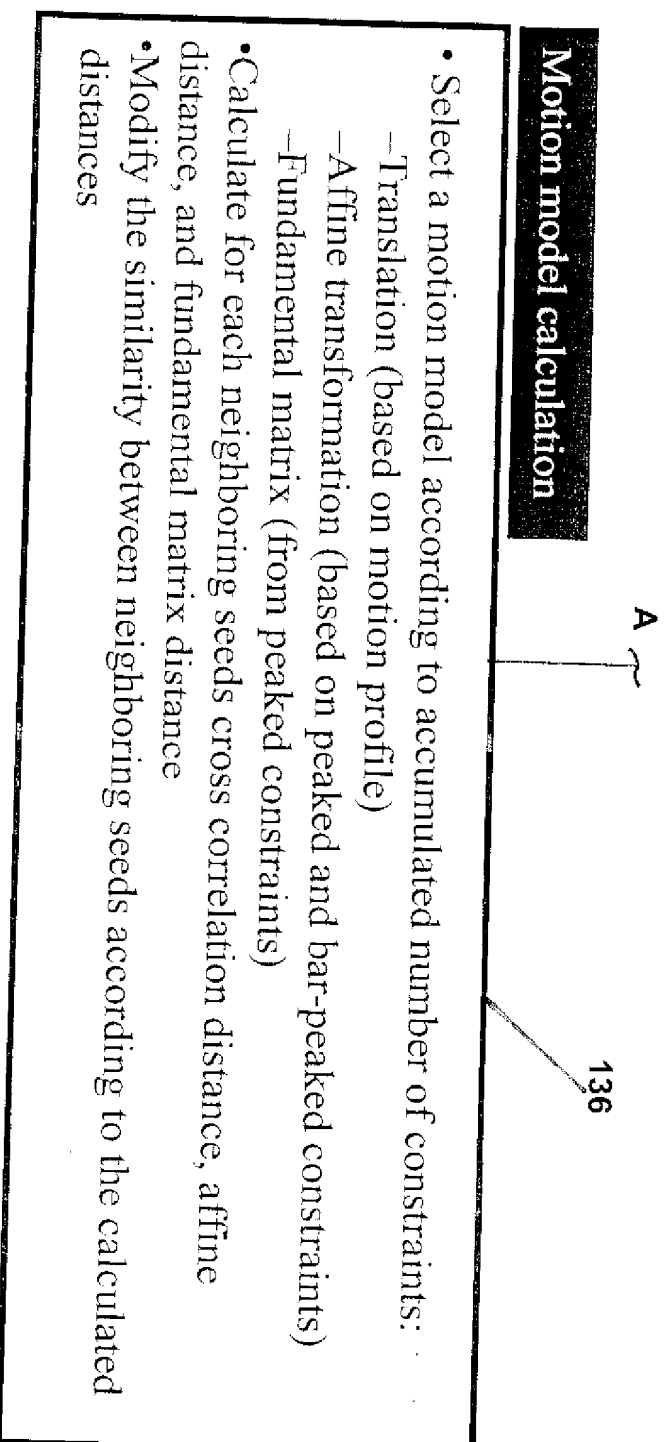 A
136
Motion model calculation
• Select a motion model according to accumulated number of constraints:
–Translation (based on motion profile)
–Affine transformation (based on peaked and bar-peaked constraints)
–Fundamental matrix (from peaked constraints)
•Calculate for each neighboring seeds cross correlation distance, affine
distance, and fundamental matrix distance
•Modify the similarity between neighboring seeds according to the calculated
distances